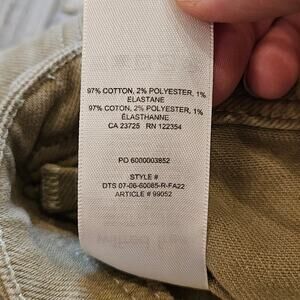 97% COTTON, 2% POLYESTER, 1%
ELASTANE
97% COTON, 2% POLYESTER, 1%
ÉLASTHANNE
CA 23725 RN 122354
PO 6000003852
STYLE #
DTS 07-06-60085-R-FA22
ARTICLE # 99052